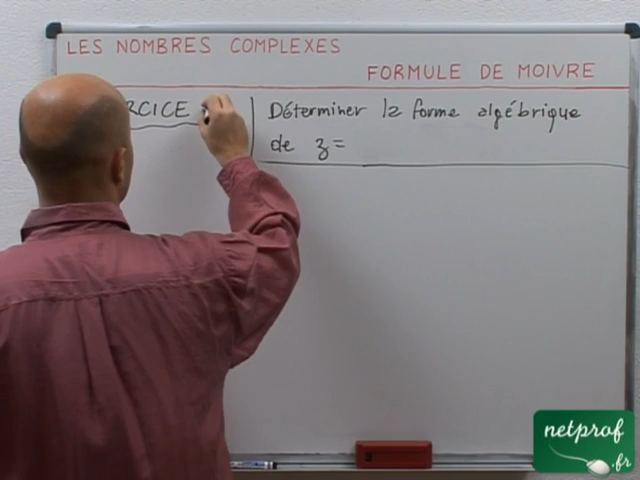 LES NOMBRES COMPLEXES
FORMULE DE MOIVRE
RCICE
Déterminer la forme algébrique
de z =
netprof
.fr